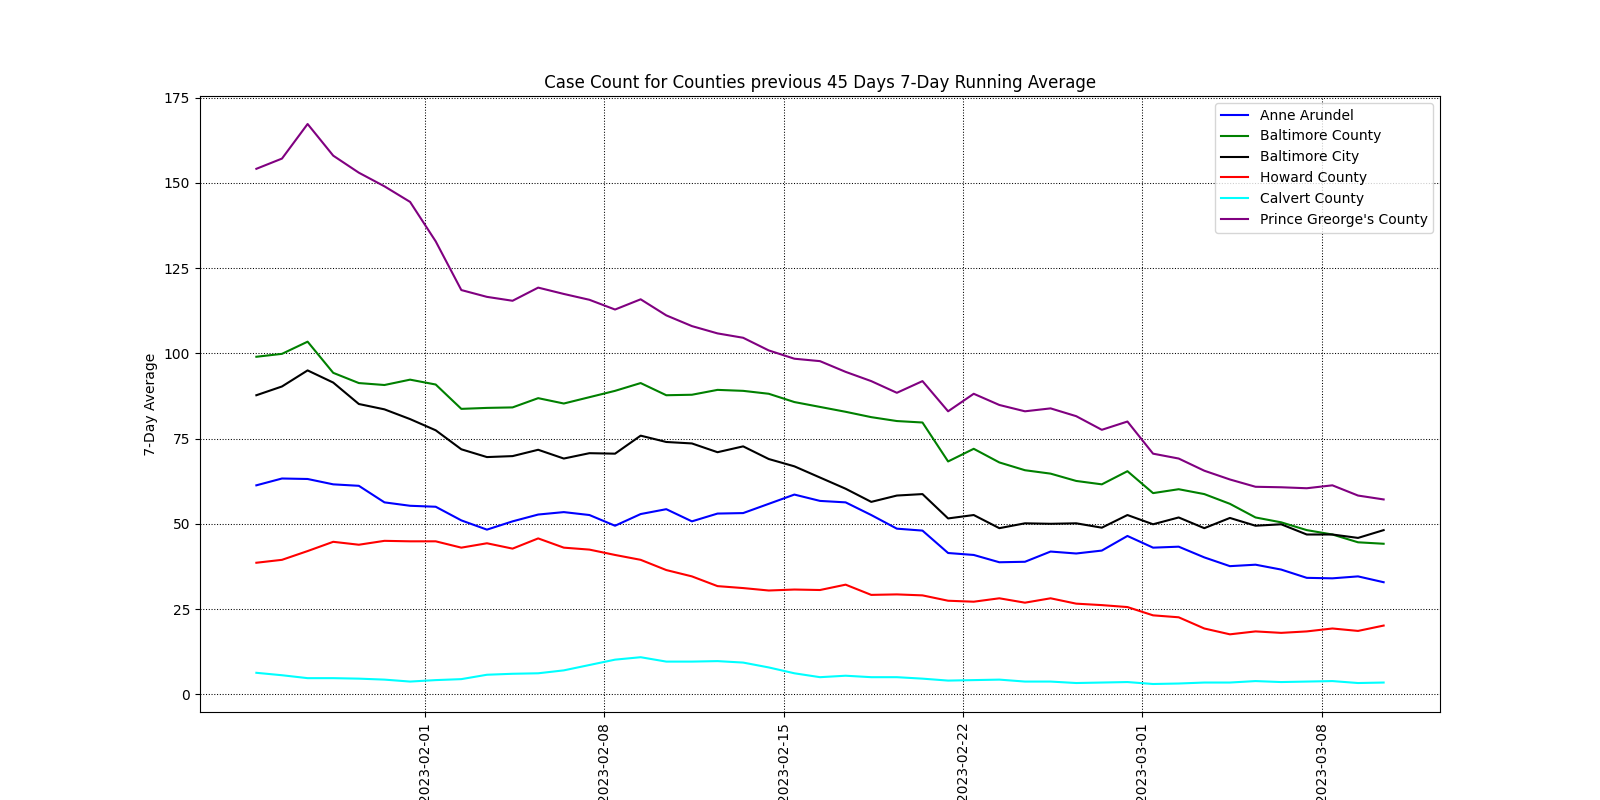 Case Count for Counties previous 45 Days 7-Day Running Average
175
150
125
100
75
50
25
0
7-Day Average
Anne Arundel
Baltimore County
Baltimore City
Howard County
Calvert County
Prince Greorge's County
2023-02-01
2023-02-08
2023-02-15
2023-02-22
2023-03-01
2023-03-08